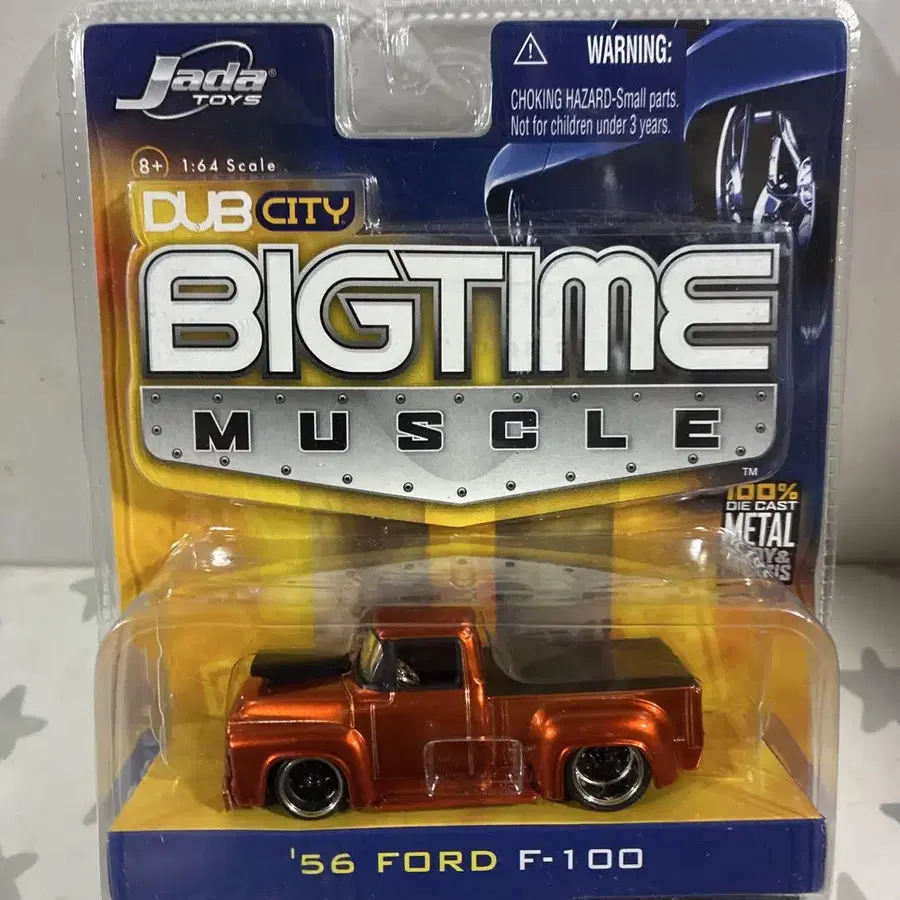 Jada®
TOYS
WARNING:
CHOKING HAZARD-Small parts.
Not for children under 3 years.
8+ 1:64 Scale
DUB CITY
BIGTIME
MUSCLE
TM
100%
DIE CAST
METAL
'56 FORD F-100